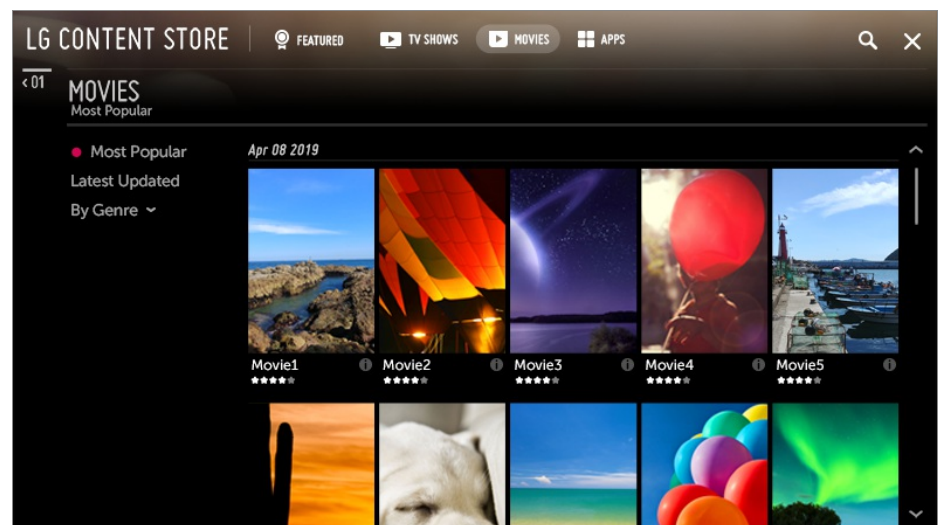 LG CONTENT STORE FEATURED TV SHOWS MOVIES APPS
<01
MOVIES
Most Popular
Most Popular
Latest Updated
By Genre
Apr 08 2019
Movie1 Movie2 Movie3 Movie4 Movie5